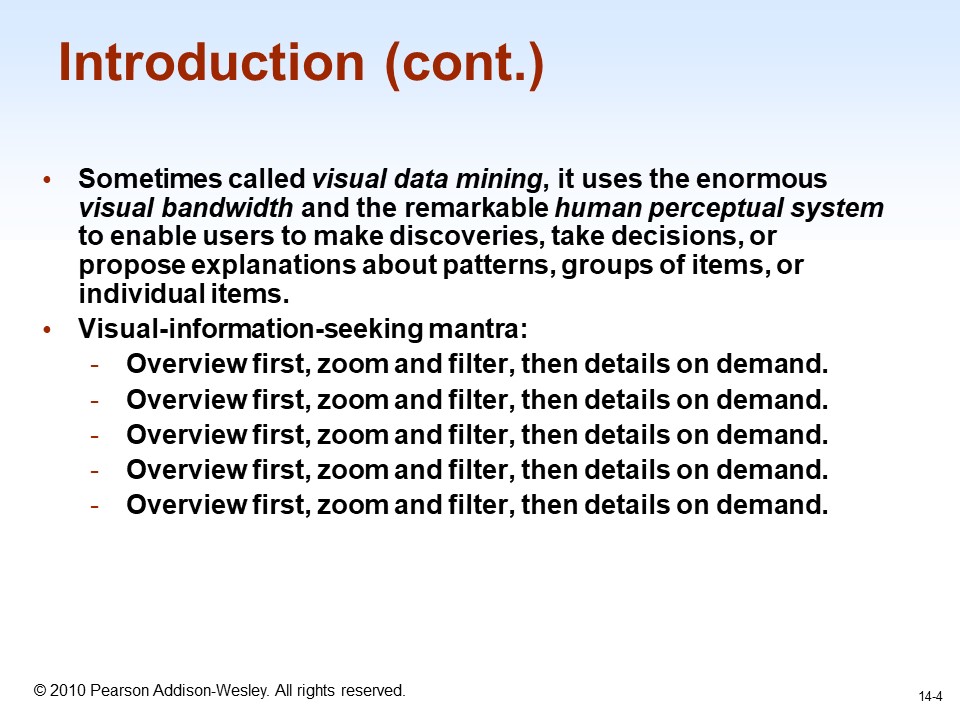 Introduction (cont.)
• Sometimes called visual data mining, it uses the enormous
visual bandwidth and the remarkable human perceptual system
to enable users to make discoveries, take decisions, or
propose explanations about patterns, groups of items, or
individual items.
• Visual-information-seeking mantra:
- Overview first, zoom and filter, then details on demand.
- Overview first, zoom and filter, then details on demand.
- Overview first, zoom and filter, then details on demand.
- Overview first, zoom and filter, then details on demand.
- Overview first, zoom and filter, then details on demand.
© 2010 Pearson Addison-Wesley. All rights reserved.
14-4